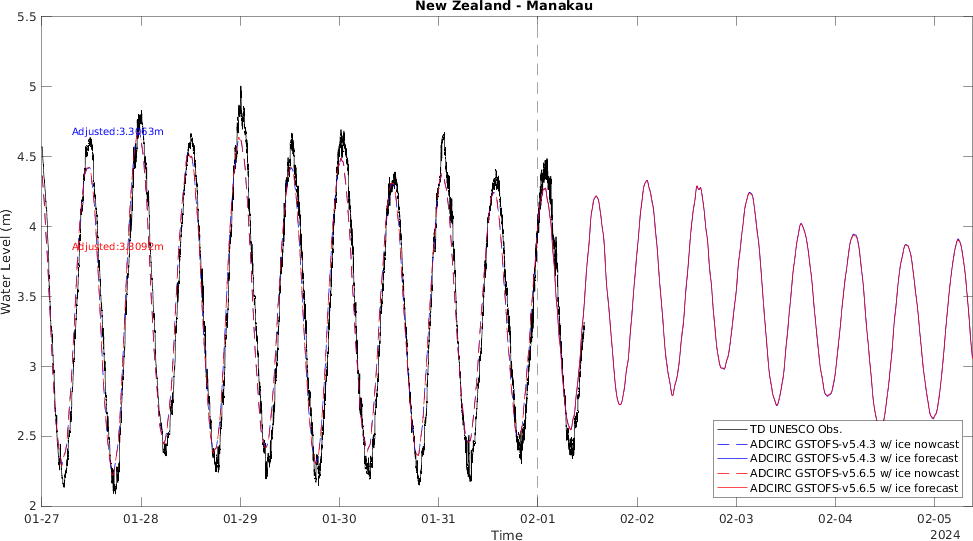 New Zealand - Manakau
5.5
5
4.5
4
3.5
3
2.5
2
Water Level (m)
Adjusted:3.3063m
Adjusted:3.3092m
TD UNESCO Obs.
ADCIRC GSTOFS-v5.4.3 w/ ice nowcast
ADCIRC GSTOFS-v5.4.3 w/ ice forecast
ADCIRC GSTOFS-v5.6.5 w/ ice nowcast
ADCIRC GSTOFS-v5.6.5 w/ ice forecast
01-27 01-28 01-29 01-30 01-31 02-01 02-02 02-03 02-04 02-05
Time
2024